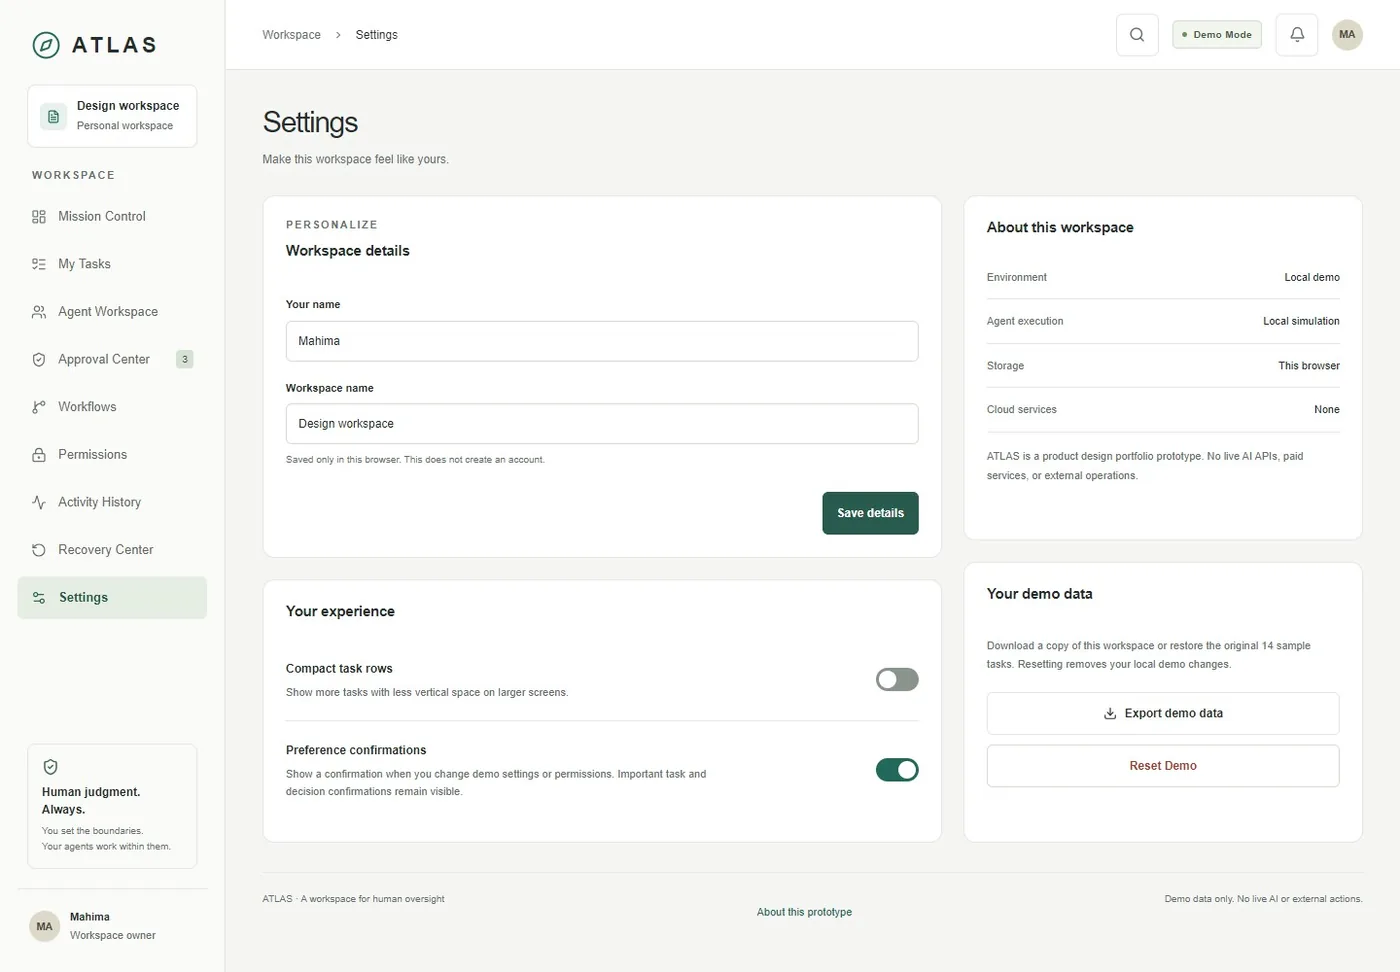 ATLAS
Design workspace
Personal workspace
WORKSPACE
Mission Control
My Tasks
Agent Workspace
Approval Center 3
Workflows
Permissions
Activity History
Recovery Center
Settings
Human judgment.
Always.
You set the boundaries.
Your agents work within them.
MA
Mahima
Workspace owner
Workspace > Settings
Demo Mode
MA
Settings
Make this workspace feel like yours.
PERSONALIZE
Workspace details
Your name
Mahima
Workspace name
Design workspace
Saved only in this browser. This does not create an account.
Save details
Your experience
Compact task rows
Show more tasks with less vertical space on larger screens.
Preference confirmations
Show a confirmation when you change demo settings or permissions. Important task and
decision confirmations remain visible.
About this workspace
Environment Local demo
Agent execution Local simulation
Storage This browser
Cloud services None
ATLAS is a product design portfolio prototype. No live AI APIs, paid
services, or external operations.
Your demo data
Download a copy of this workspace or restore the original 14 sample
tasks. Resetting removes your local demo changes.
Export demo data
Reset Demo
ATLAS · A workspace for human oversight
About this prototype
Demo data only. No live AI or external actions.